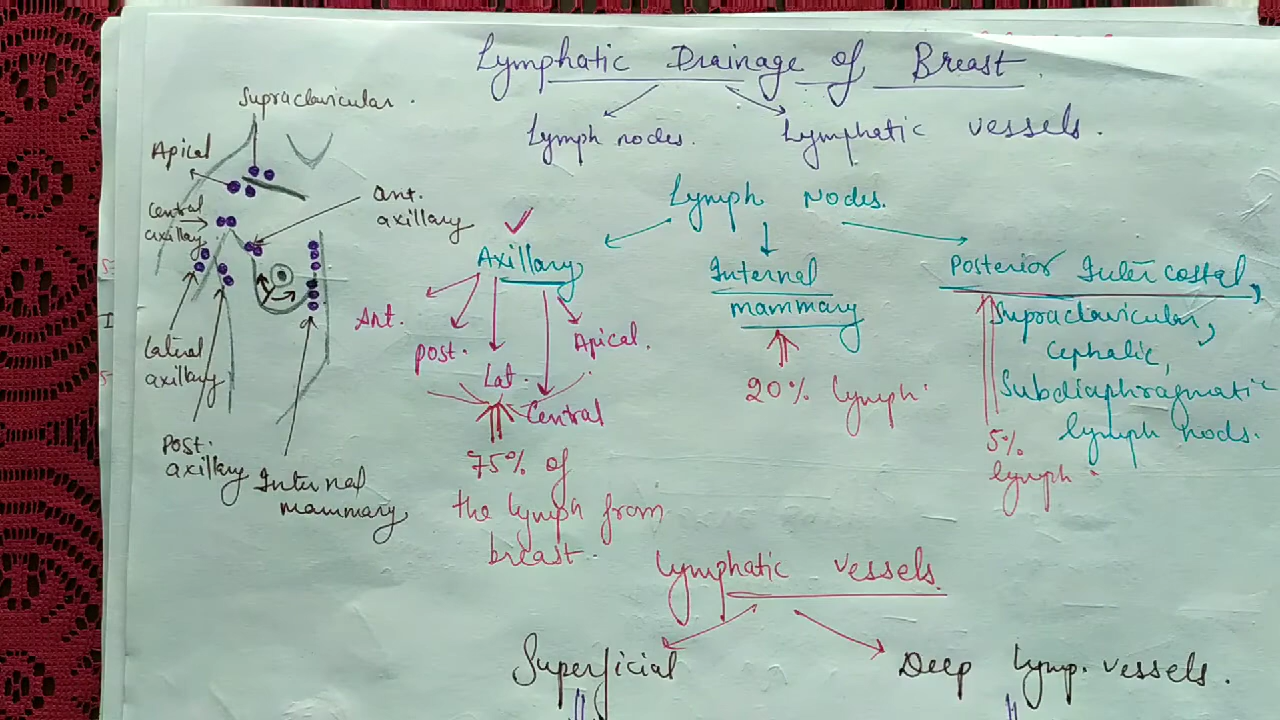 Lymphatic Drainage of Breast.
Lymph nodes.
Lymphatic vessels.
Supraclavicular.
Apical
Central
axillary
ant.
axillary
Lateral
axillary
Post.
axillary
Internal
mammary
Lymph Nodes.
Axillary
Ant.
post.
Lat.
Central
Apical.
75% of
the lymph from
breast.
Internal
mammary
20% lymph.
Posterior Intercostal,
Supraclavicular,
Cephalic,
Subdiaphragmatic
lymph nods.
5%
lymph
Lymphatic vessels.
Superficial
Deep lymp. vessels.